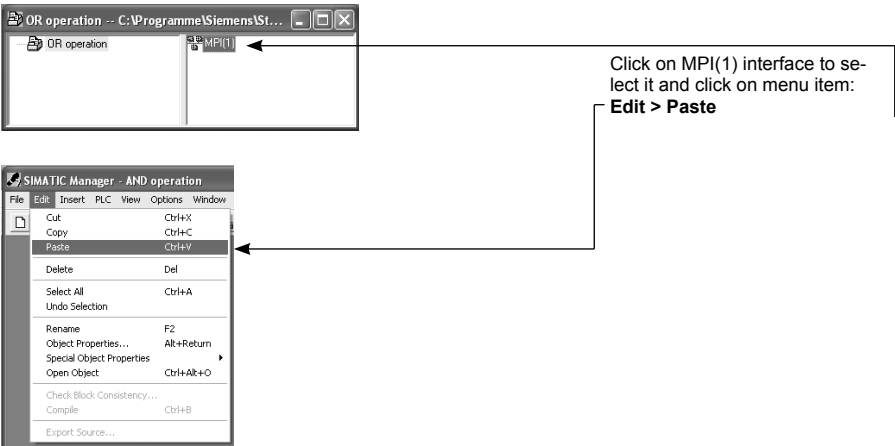 OR operation -- C:\Programme\Siemens\St...
OR operation
MPI(1)
Click on MPI(1) interface to se-
lect it and click on menu item:
Edit > Paste
SIMATIC Manager - AND operation
File Edit Insert PLC View Options Window
Cut Ctrl+X
Copy Ctrl+C
Paste Ctrl+V
Delete Del
Select All Ctrl+A
Undo Selection
Rename F2
Object Properties... Alt+Return
Special Object Properties
Open Object Ctrl+Alt+O
Check Block Consistency...
Compile Ctrl+B
Export Source...